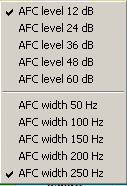 AFC level 12 dB
AFC level 24 dB
AFC level 36 dB
AFC level 48 dB
AFC level 60 dB
AFC width 50 Hz
AFC width 100 Hz
AFC width 150 Hz
AFC width 200 Hz
AFC width 250 Hz